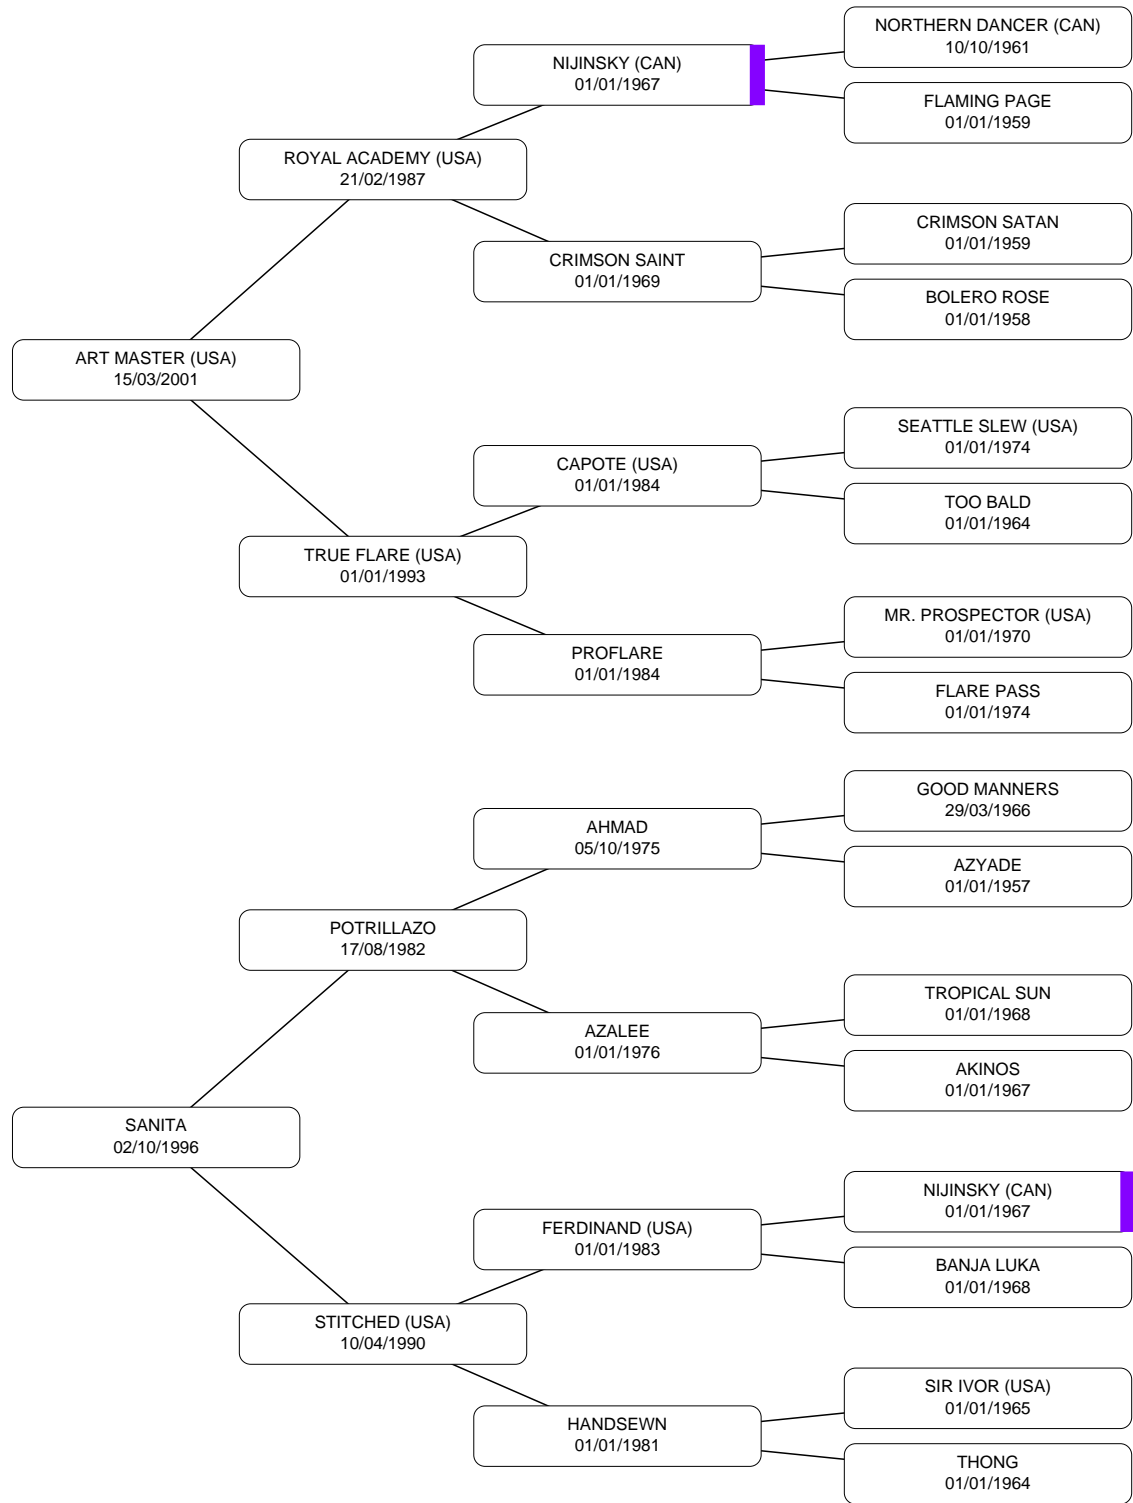 NORTHERN DANCER (CAN)
10/10/1961
NIJINSKY (CAN)
01/01/1967
FLAMING PAGE
01/01/1959
ROYAL ACADEMY (USA)
21/02/1987
CRIMSON SATAN
01/01/1959
CRIMSON SAINT
01/01/1969
BOLERO ROSE
01/01/1958
ART MASTER (USA)
15/03/2001
SEATTLE SLEW (USA)
01/01/1974
CAPOTE (USA)
01/01/1984
TOO BALD
01/01/1964
TRUE FLARE (USA)
01/01/1993
MR. PROSPECTOR (USA)
01/01/1970
PROFLARE
01/01/1984
FLARE PASS
01/01/1974
GOOD MANNERS
29/03/1966
AHMAD
05/10/1975
AZYADE
01/01/1957
POTRILLAZO
17/08/1982
TROPICAL SUN
01/01/1968
AZALEE
01/01/1976
AKINOS
01/01/1967
SANITA
02/10/1996
NIJINSKY (CAN)
01/01/1967
FERDINAND (USA)
01/01/1983
BANJA LUKA
01/01/1968
STITCHED (USA)
10/04/1990
SIR IVOR (USA)
01/01/1965
HANDSEWN
01/01/1981
THONG
01/01/1964